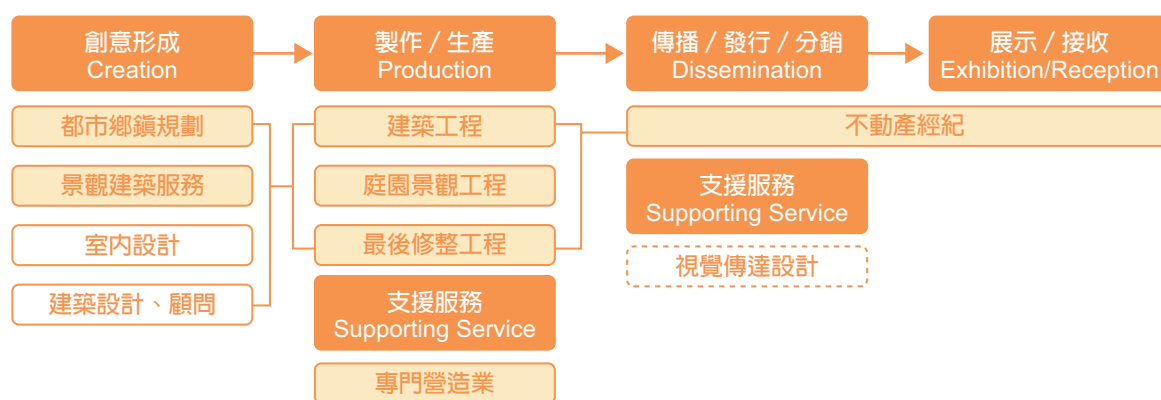 創意形成
Creation
製作 / 生產
Production
傳播 / 發行 / 分銷
Dissemination
展示 / 接收
Exhibition/Reception
都市鄉鎮規劃
景觀建築服務
室內設計
建築設計、顧問
建築工程
庭園景觀工程
最後修整工程
支援服務
Supporting Service
專門營造業
不動產經紀
支援服務
Supporting Service
視覺傳達設計